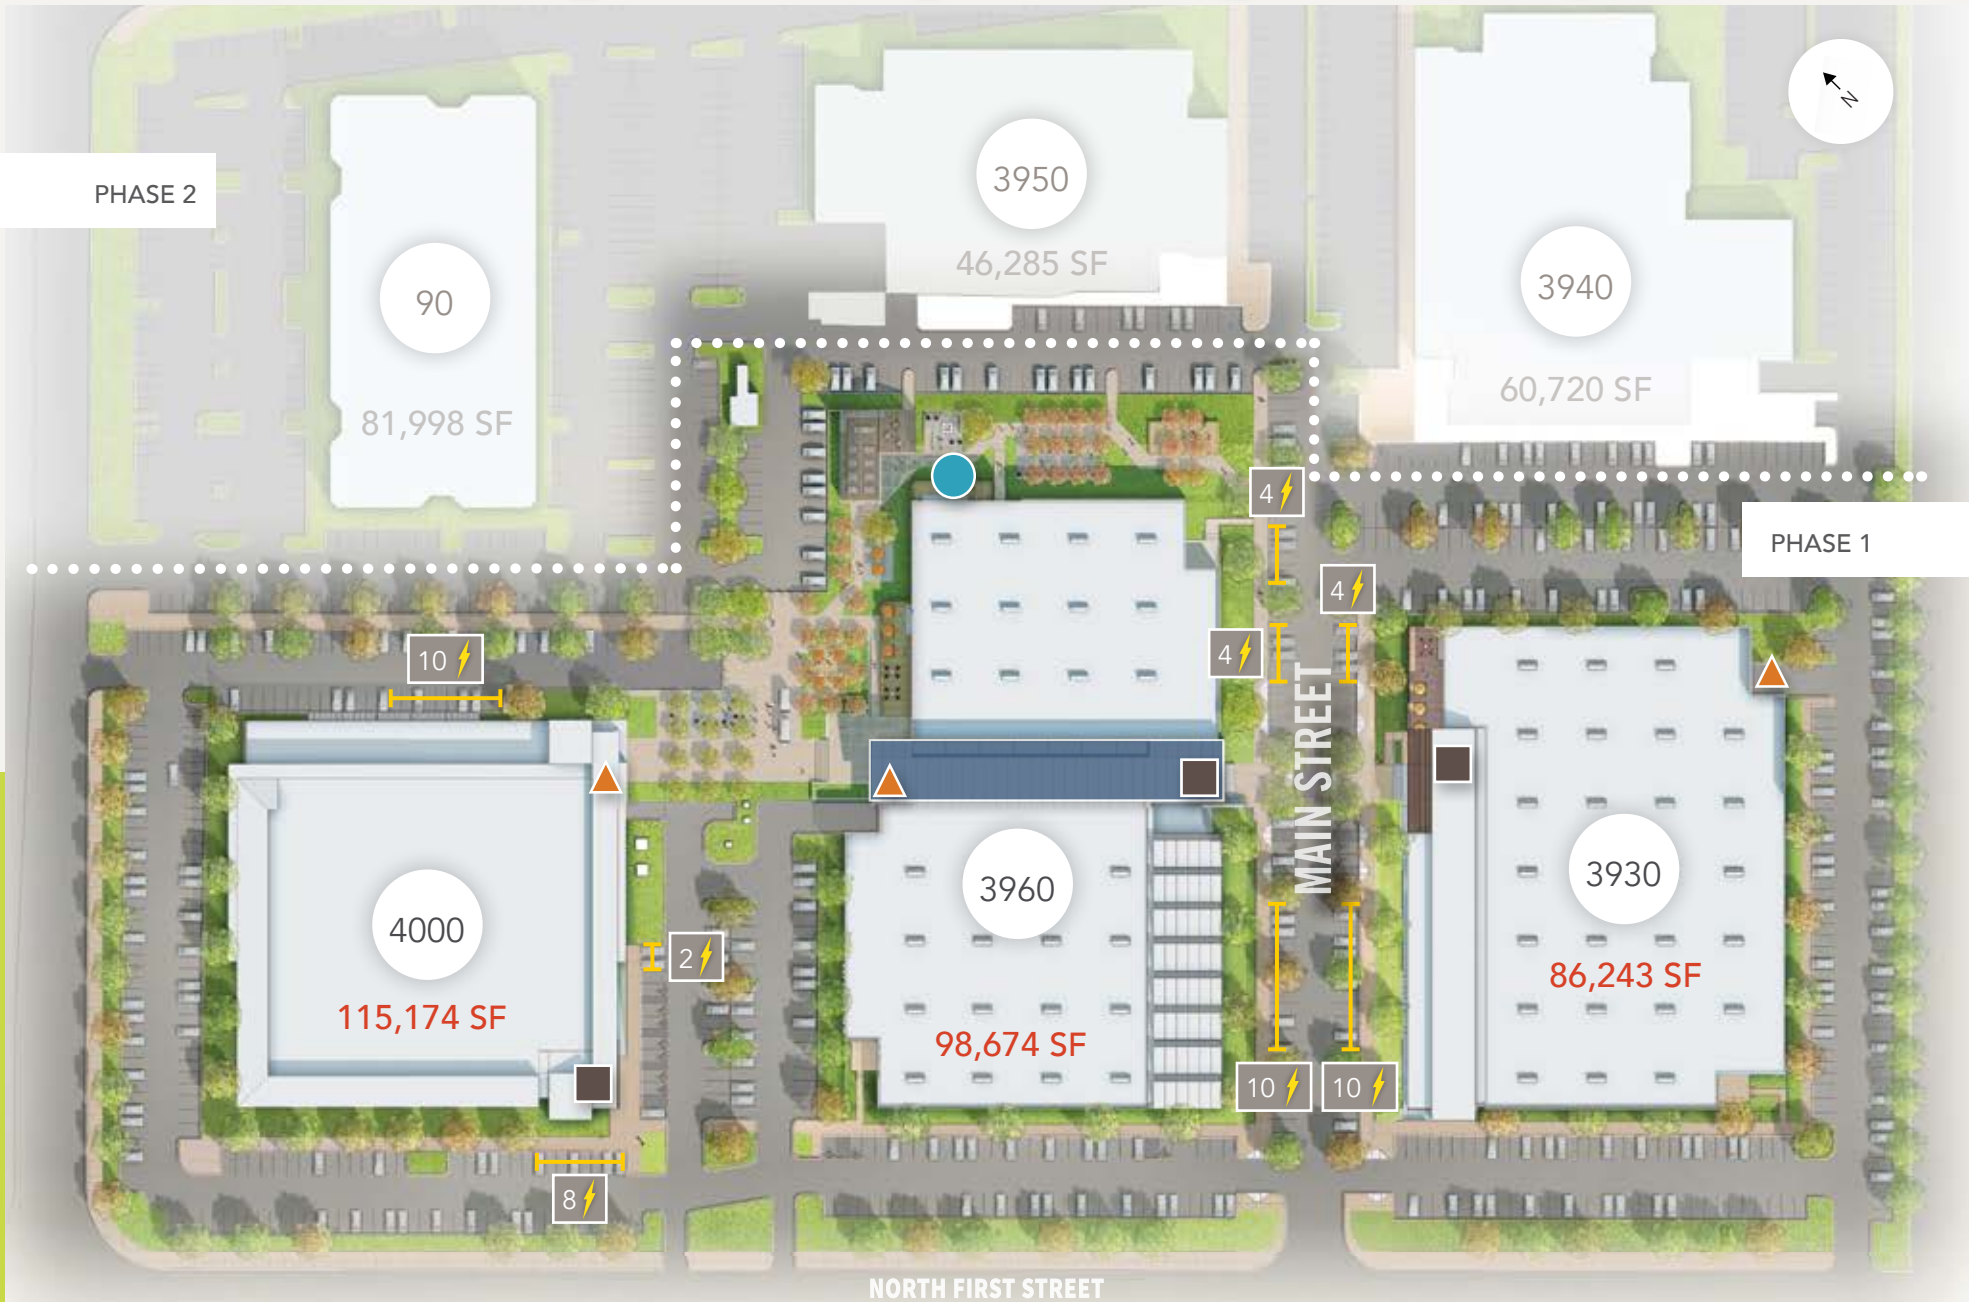 N
PHASE 2
3950
46,285 SF
90
81,998 SF
3940
60,720 SF
PHASE 1
4
4
4
10
MAIN STREET
4000
115,174 SF
2
3960
98,674 SF
3930
86,243 SF
10
10
8
NORTH FIRST STREET